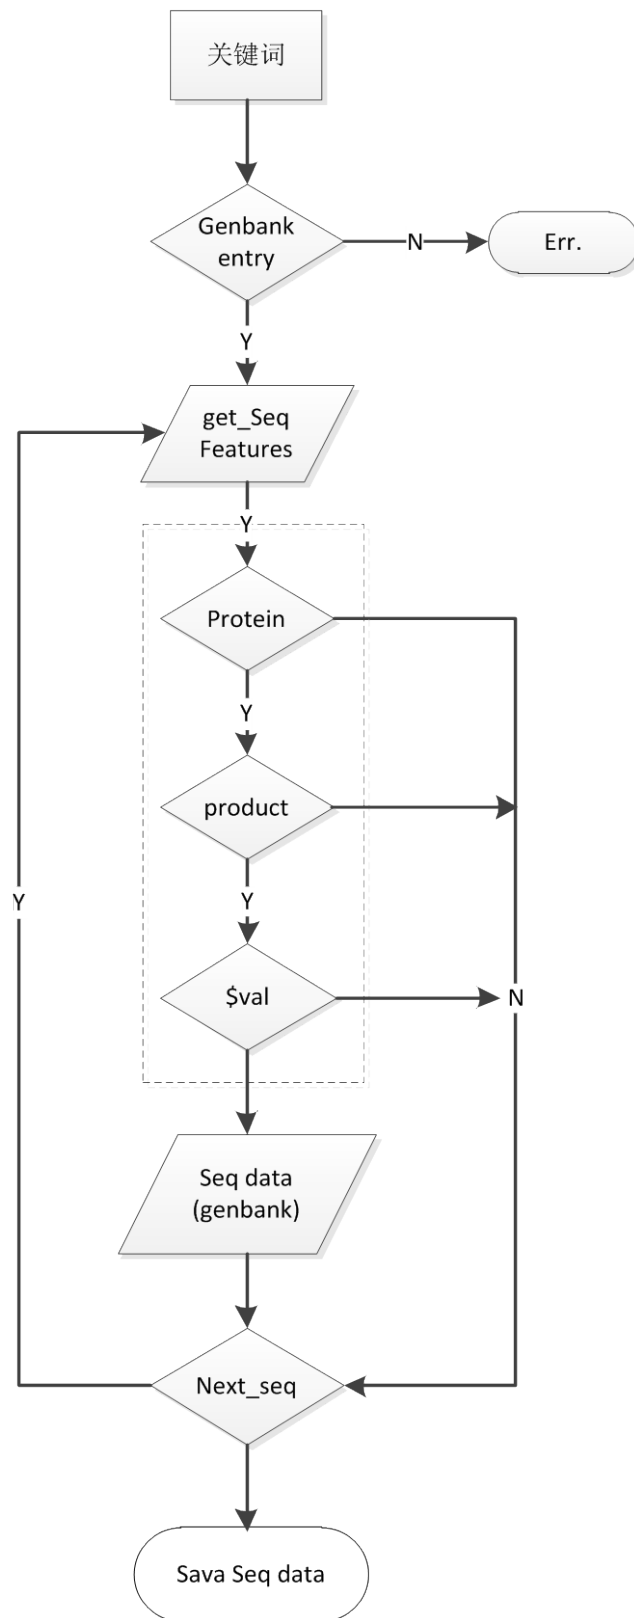 关键词
Genbank
entry
N
Err.
Y
get_Seq
Features
Y
Protein
Y
product
Y
Y
$val
N
Seq data
(genbank)
Next_seq
Sava Seq data